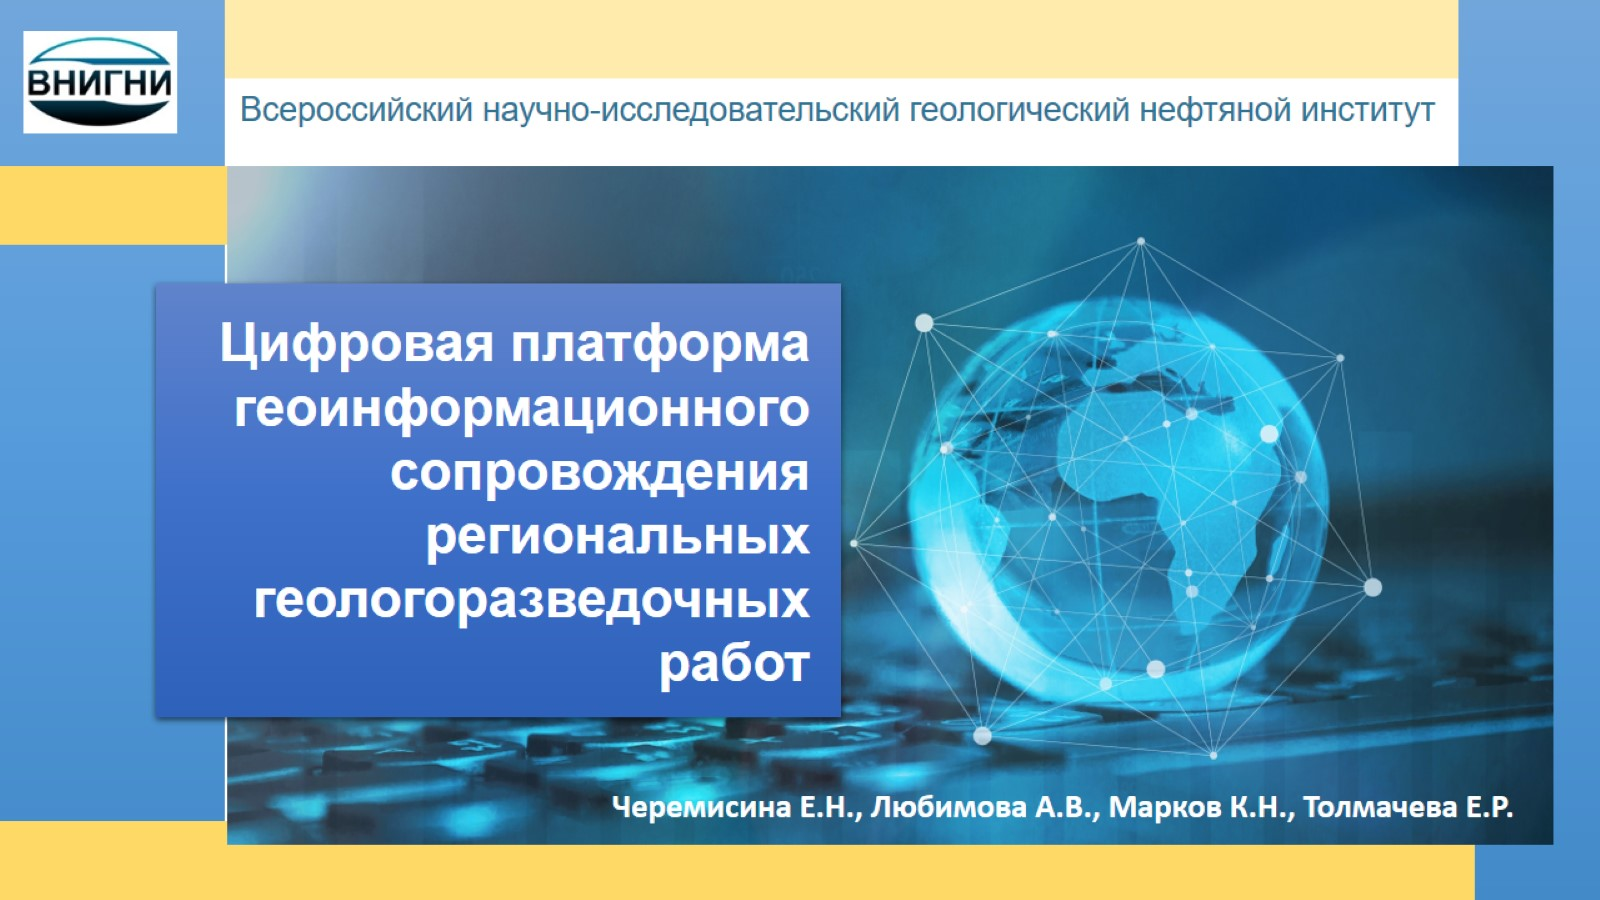 ВНИГНИ
Всероссийский научно-исследовательский геологический нефтяной институт
Цифровая платформа
геоинформационного
сопровождения
региональных
геологоразведочных
работ
Черемисина Е.Н., Любимова А.В., Марков К.Н., Толмачева Е.Р.